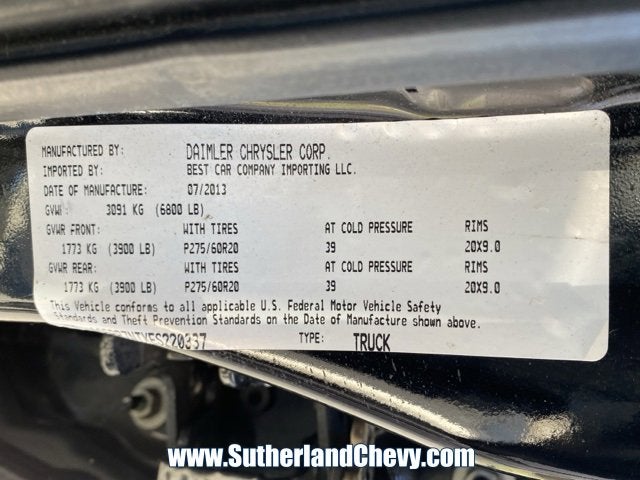 MANUFACTURED BY: DAIMLER CHRYSLER CORP.
IMPORTED BY: BEST CAR COMPANY IMPORTING LLC.
DATE OF MANUFACTURE: 07/2013
3091 KG (6800 LB)
GVWR FRONT: WITH TIRES AT COLD PRESSURE RIMS
1773 KG (3900 LB) P275/60R20 39 20X9.0
GVWR REAR: WITH TIRES AT COLD PRESSURE RIMS
1773 KG (3900 LB) P275/60R20 39 20X9.0
This Vehicle conforms to all applicable U.S. Federal Motor Vehicle Safety
Standards and Theft Prevention Standards on the Date of Manufacture shown above.
TYPE: TRUCK
www.SutherlandChevy.com